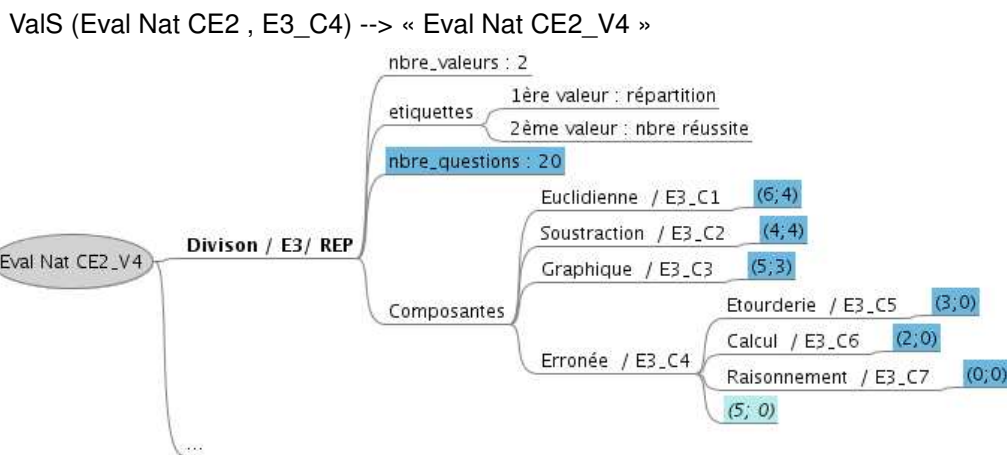 ValS (Eval Nat CE2 , E3_C4) --> « Eval Nat CE2_V4 »
nbre_valeurs : 2
etiquettes
1ère valeur : répartition
2ème valeur : nbre réussite
nbre_questions : 20
Eval Nat CE2_V4
Divison / E3/ REP
Composantes
Euclidienne / E3_C1 (6;4)
Soustraction / E3_C2 (4;4)
Graphique / E3_C3 (5;3)
Erronée / E3_C4
Etourderie / E3_C5 (3;0)
Calcul / E3_C6 (2;0)
Raisonnement / E3_C7 (0;0)
(5; 0)
...